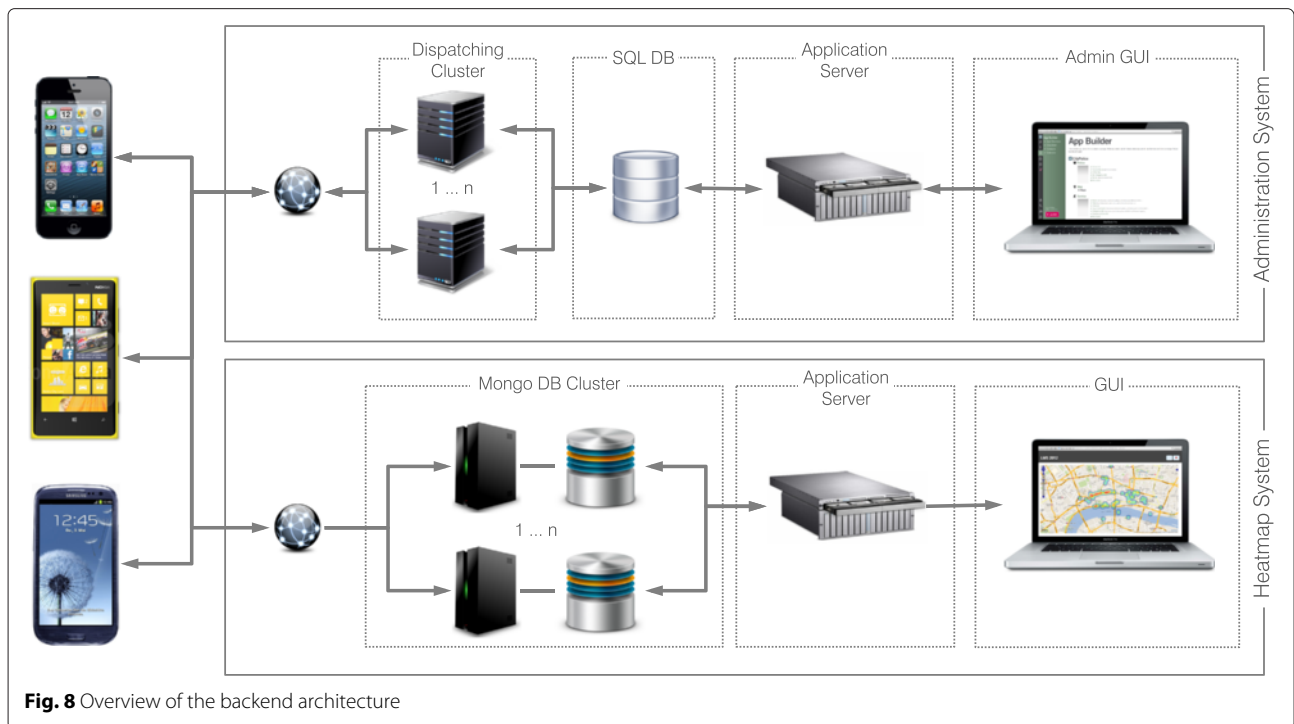 Dispatching
Cluster
SQL DB
Application
Server
Admin GUI
Administration System
1 ... n
App Builder
Mongo DB Cluster
Application
Server
GUI
Heatmap System
1 ... n
SAMSUNG
12:45
Fig. 8 Overview of the backend architecture